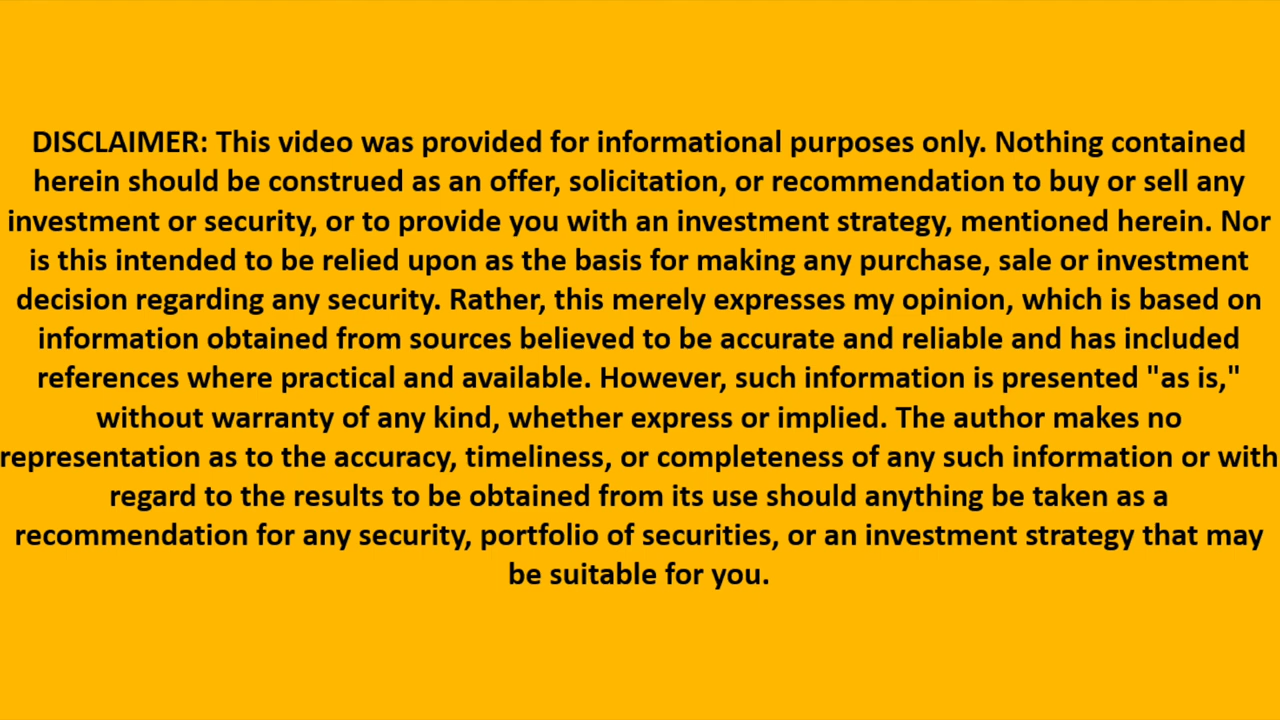 DISCLAIMER: This video was provided for informational purposes only. Nothing contained
herein should be construed as an offer, solicitation, or recommendation to buy or sell any
investment or security, or to provide you with an investment strategy, mentioned herein. Nor
is this intended to be relied upon as the basis for making any purchase, sale or investment
decision regarding any security. Rather, this merely expresses my opinion, which is based on
information obtained from sources believed to be accurate and reliable and has included
references where practical and available. However, such information is presented "as is,"
without warranty of any kind, whether express or implied. The author makes no
representation as to the accuracy, timeliness, or completeness of any such information or with
regard to the results to be obtained from its use should anything be taken as a
recommendation for any security, portfolio of securities, or an investment strategy that may
be suitable for you.